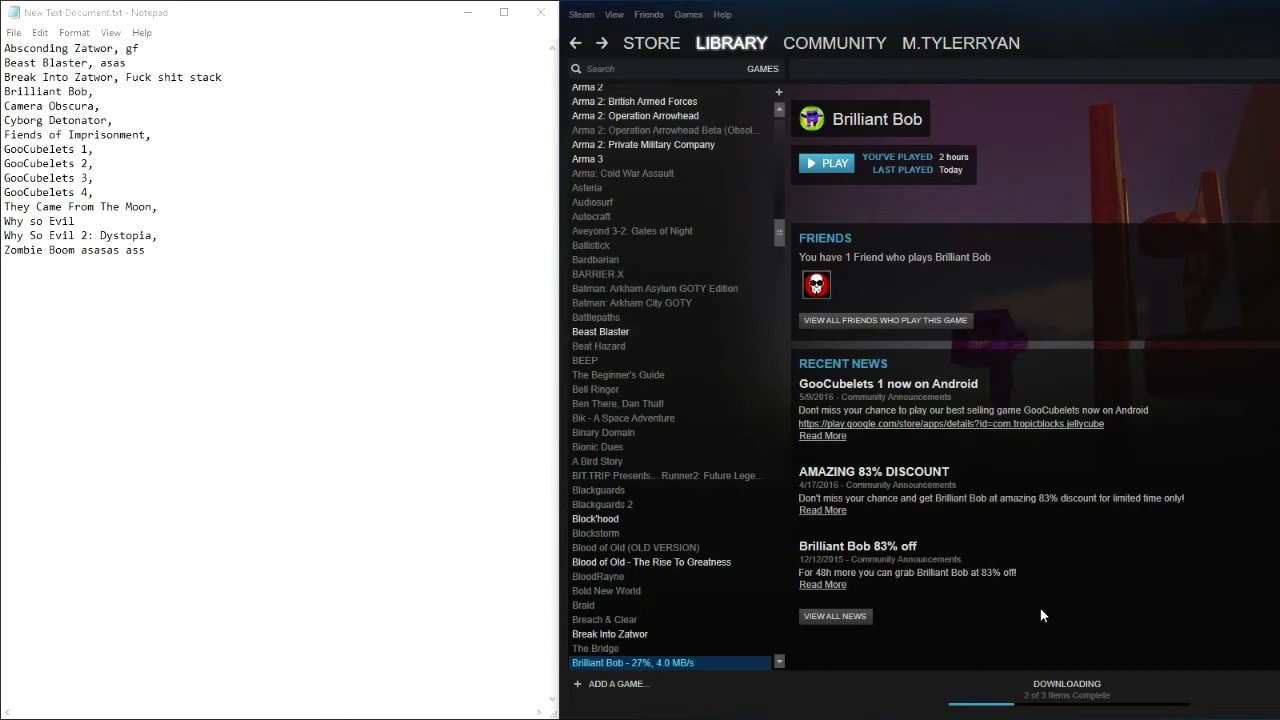 New Text Document.txt - Notepad
File Edit Format View Help
Absconding Zatwor, gf
Beast Blaster, asas
Break Into Zatwor, Fuck shit stack
Brilliant Bob,
Camera Obscura,
Cyborg Detonator,
Fiends of Imprisonment,
GooCubelets 1,
GooCubelets 2,
GooCubelets 3,
GooCubelets 4,
They Came From The Moon,
Why so Evil
Why So Evil 2: Dystopia,
Zombie Boom asasas ass
Steam View Friends Games Help
STORE LIBRARY COMMUNITY M.TYLERRYAN
Search GAMES
Arma 2
Arma 2: British Armed Forces
Arma 2: Operation Arrowhead
Arma 2: Operation Arrowhead Beta (Obsol...
Arma 2: Private Military Company
Arma 3
Arma: Cold War Assault
Asteria
Audiosurf
Autocraft
Aveyond 3-2: Gates of Night
Ballistick
Bardbarian
BARRIER X
Batman: Arkham Asylum GOTY Edition
Batman: Arkham City GOTY
Battlepaths
Beast Blaster
Beat Hazard
BEEP
The Beginner's Guide
Bell Ringer
Ben There, Dan That!
Bik - A Space Adventure
Binary Domain
Bionic Dues
A Bird Story
BIT.TRIP Presents... Runner2: Future Lege...
Blackguards
Blackguards 2
Block'hood
Blockstorm
Blood of Old (OLD VERSION)
Blood of Old - The Rise To Greatness
BloodRayne
Bold New World
Braid
Breach & Clear
Break Into Zatwor
The Bridge
Brilliant Bob - 27%, 4.0 MB/s
+ ADD A GAME...
Brilliant Bob
PLAY YOU'VE PLAYED 2 hours
LAST PLAYED Today
FRIENDS
You have 1 Friend who plays Brilliant Bob
VIEW ALL FRIENDS WHO PLAY THIS GAME
RECENT NEWS
GooCubelets 1 now on Android
5/9/2016 - Community Announcements
Dont miss your chance to play our best selling game GooCubelets now on Android
https://play.google.com/store/apps/details?id=com.tropicblocks.jellycube
Read More
AMAZING 83% DISCOUNT
4/17/2016 - Community Announcements
Don't miss your chance and get Brilliant Bob at amazing 83% discount for limited time only!
Read More
Brilliant Bob 83% off
12/12/2015 - Community Announcements
For 48h more you can grab Brilliant Bob at 83% off!
Read More
VIEW ALL NEWS
DOWNLOADING
2 of 3 Items Complete